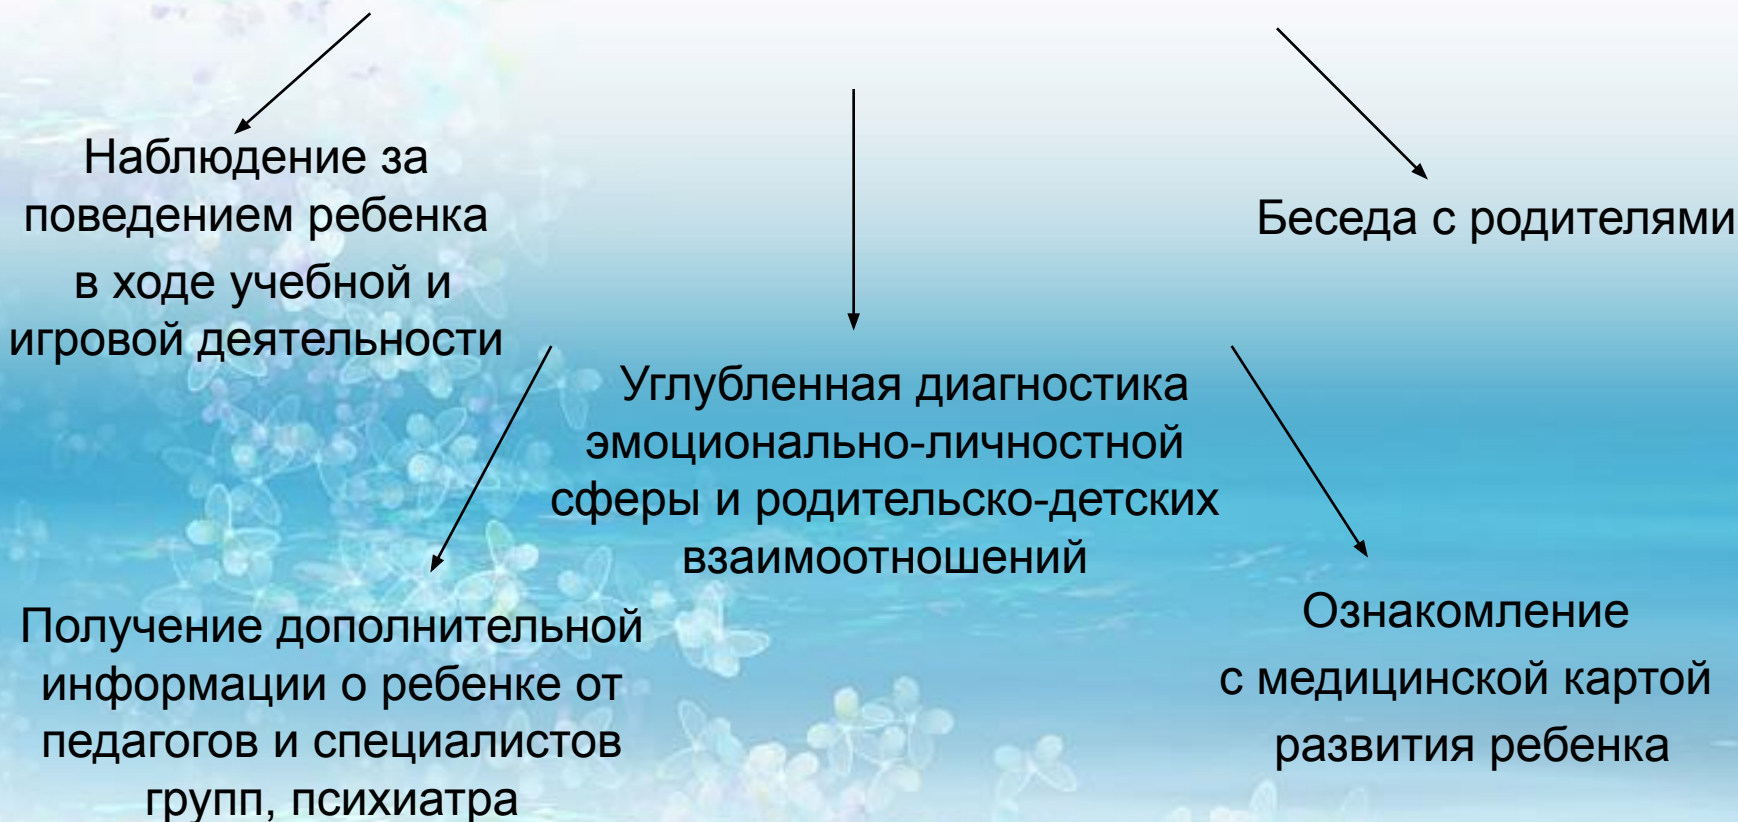 Наблюдение за
поведением ребенка
в ходе учебной и
игровой деятельности
Беседа с родителями
Углубленная диагностика
эмоционально-личностной
сферы и родительско-детских
взаимоотношений
Получение дополнительной
информации о ребенке от
педагогов и специалистов
групп, психиатра
Ознакомление
с медицинской картой
развития ребенка